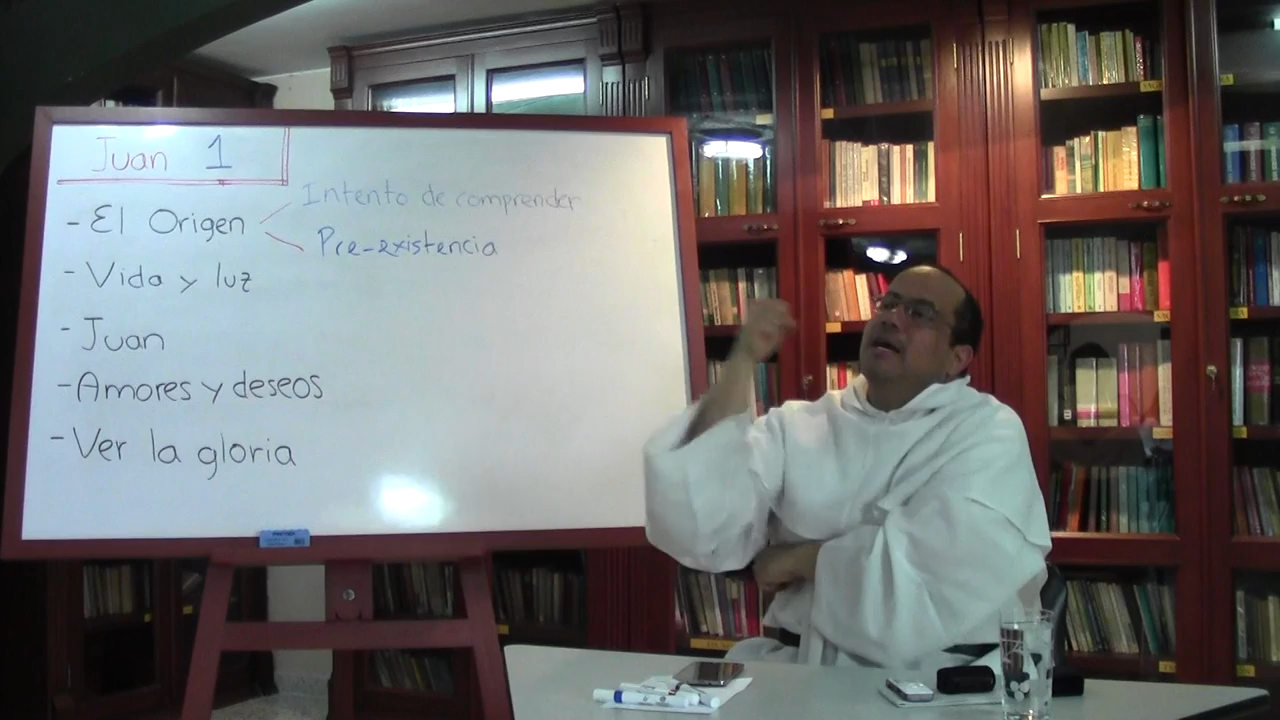 Juan 1
- El Origen
Intento de comprender
Pre-existencia
- Vida y luz
- Juan
- Amores y deseos
- Ver la gloria